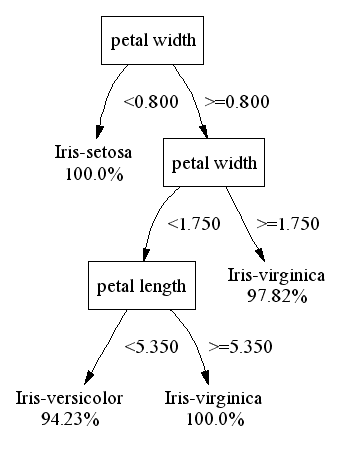 petal width
<0.800
>=0.800
Iris-setosa
100.0%
petal width
<1.750
>=1.750
petal length
Iris-virginica
97.82%
<5.350
>=5.350
Iris-versicolor
94.23%
Iris-virginica
100.0%